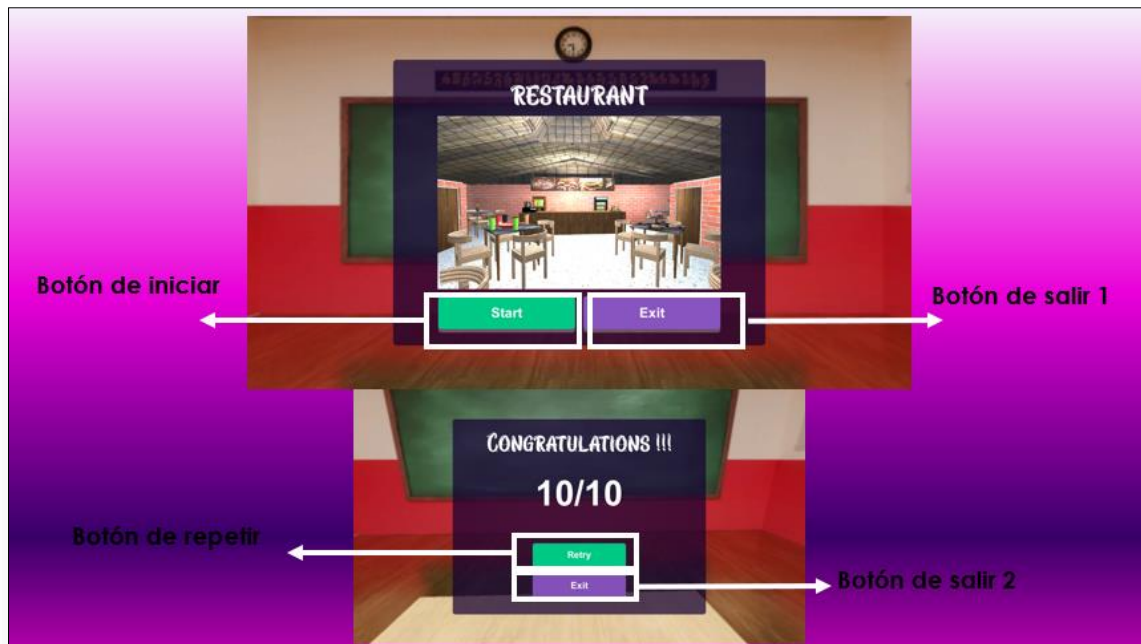 RESTAURANT
Botón de iniciar
Start
Exit
Botón de salir 1
CONGRATULATIONS !!!
10/10
Botón de repetir
Retry
Exit
Botón de salir 2